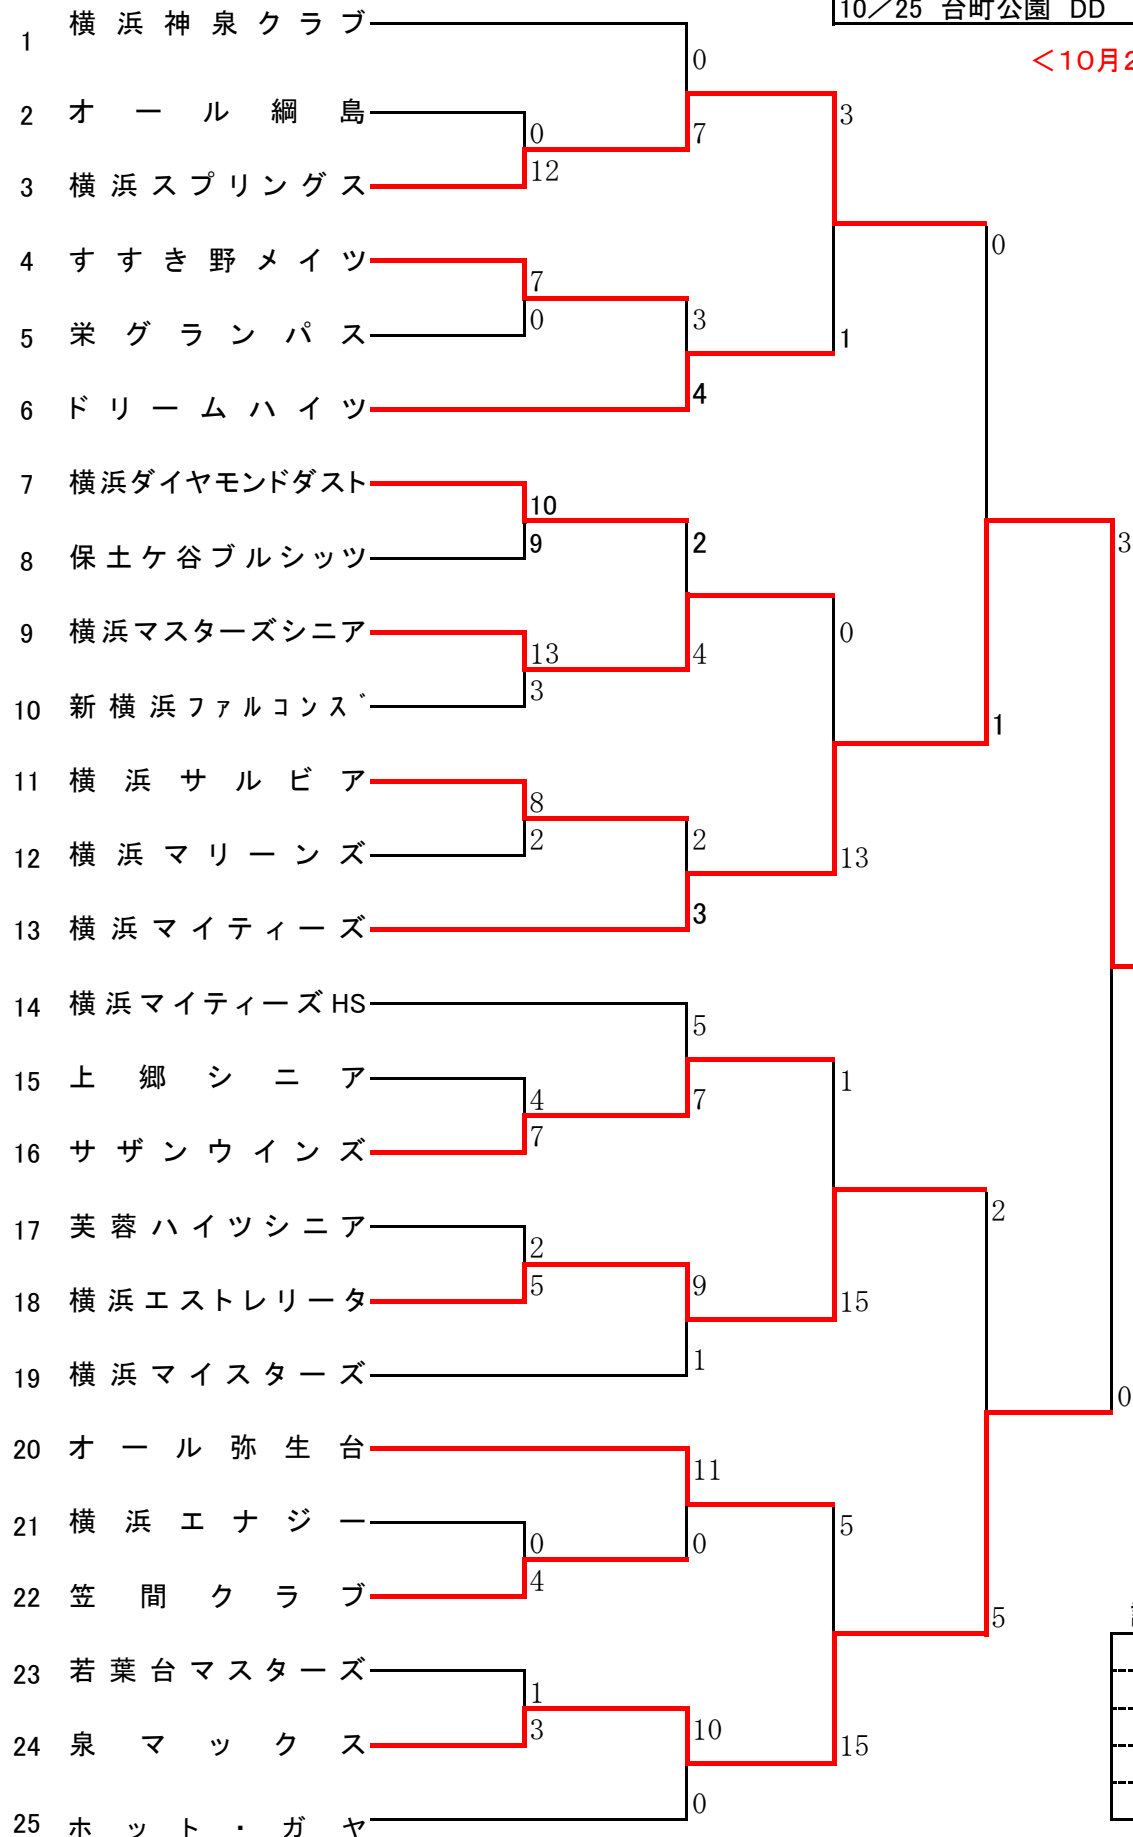 10／25 台町公園 DD
＜10月2
1 横浜神泉クラブ
0
2 オール綱島
0
7
3
3 横浜スプリングス
12
4 すすき野メイツ
7
0
5 栄グランパス
0
3
1
6 ドリームハイツ
4
7 横浜ダイヤモンドダスト
10
8 保土ケ谷ブルシッツ
9
2
3
9 横浜マスターズシニア
13
4
0
10 新横浜ファルコンズ
3
1
11 横浜サルビア
8
12 横浜マリーンズ
2
2
13
13 横浜マイティーズ
3
14 横浜マイティーズHS
5
15 上郷シニア
4
7
1
16 サザンウインズ
7
17 芙蓉ハイツシニア
2
2
18 横浜エストレリータ
5
9
15
19 横浜マイスターズ
1
0
20 オール弥生台
11
21 横浜エナジー
0
0
5
22 笠間クラブ
4
5
23 若葉台マスターズ
1
24 泉マックス
3
10
15
25 ホット・ガヤ
0